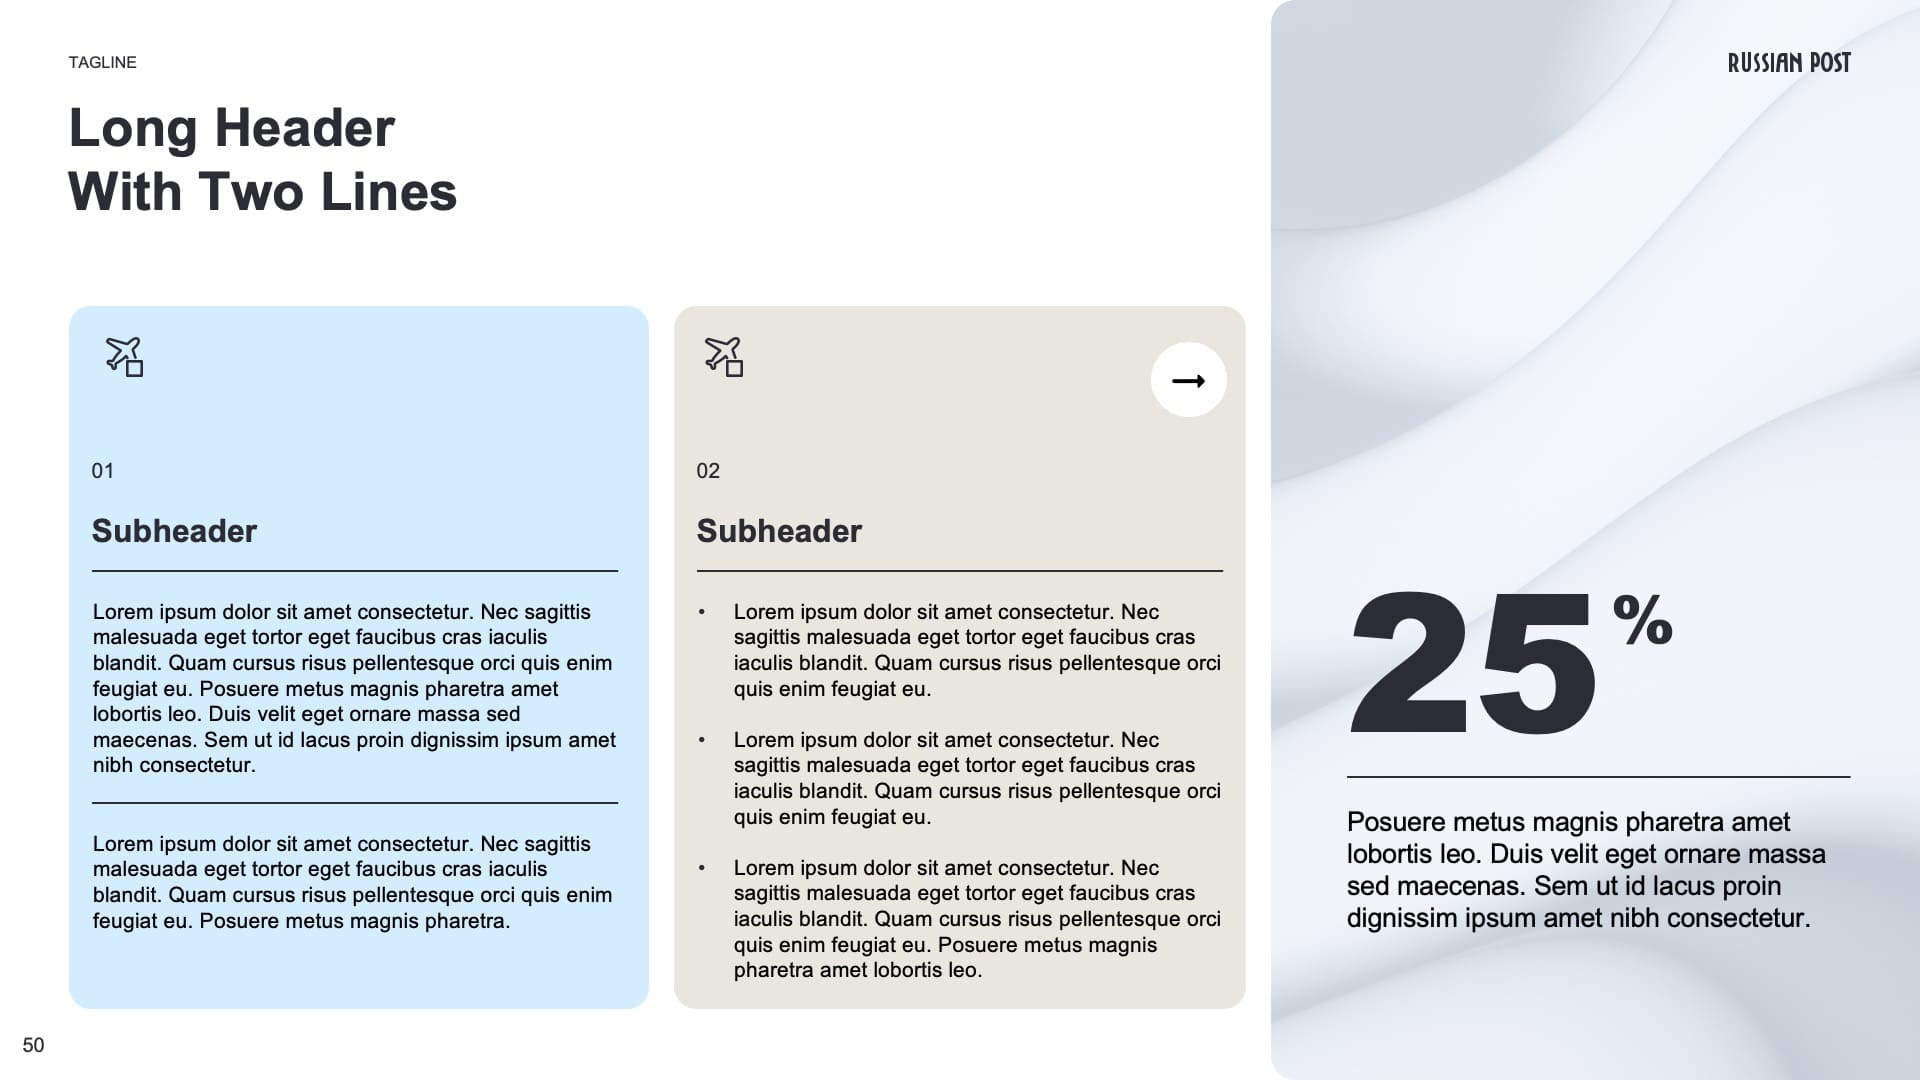 TAGLINE
Long Header
With Two Lines
RUSSIAN POST
01
Subheader
Lorem ipsum dolor sit amet consectetur. Nec sagittis
malesuada eget tortor eget faucibus cras iaculis
blandit. Quam cursus risus pellentesque orci quis enim
feugiat eu. Posuere metus magnis pharetra amet
lobortis leo. Duis velit eget ornare massa sed
maecenas. Sem ut id lacus proin dignissim ipsum amet
nibh consectetur.
Lorem ipsum dolor sit amet consectetur. Nec sagittis
malesuada eget tortor eget faucibus cras iaculis
blandit. Quam cursus risus pellentesque orci quis enim
feugiat eu. Posuere metus magnis pharetra.
02
Subheader
• Lorem ipsum dolor sit amet consectetur. Nec
sagittis malesuada eget tortor eget faucibus cras
iaculis blandit. Quam cursus risus pellentesque orci
quis enim feugiat eu.
• Lorem ipsum dolor sit amet consectetur. Nec
sagittis malesuada eget tortor eget faucibus cras
iaculis blandit. Quam cursus risus pellentesque orci
quis enim feugiat eu.
• Lorem ipsum dolor sit amet consectetur. Nec
sagittis malesuada eget tortor eget faucibus cras
iaculis blandit. Quam cursus risus pellentesque orci
quis enim feugiat eu. Posuere metus magnis
pharetra amet lobortis leo.
25%
Posuere metus magnis pharetra amet
lobortis leo. Duis velit eget ornare massa
sed maecenas. Sem ut id lacus proin
dignissim ipsum amet nibh consectetur.
50